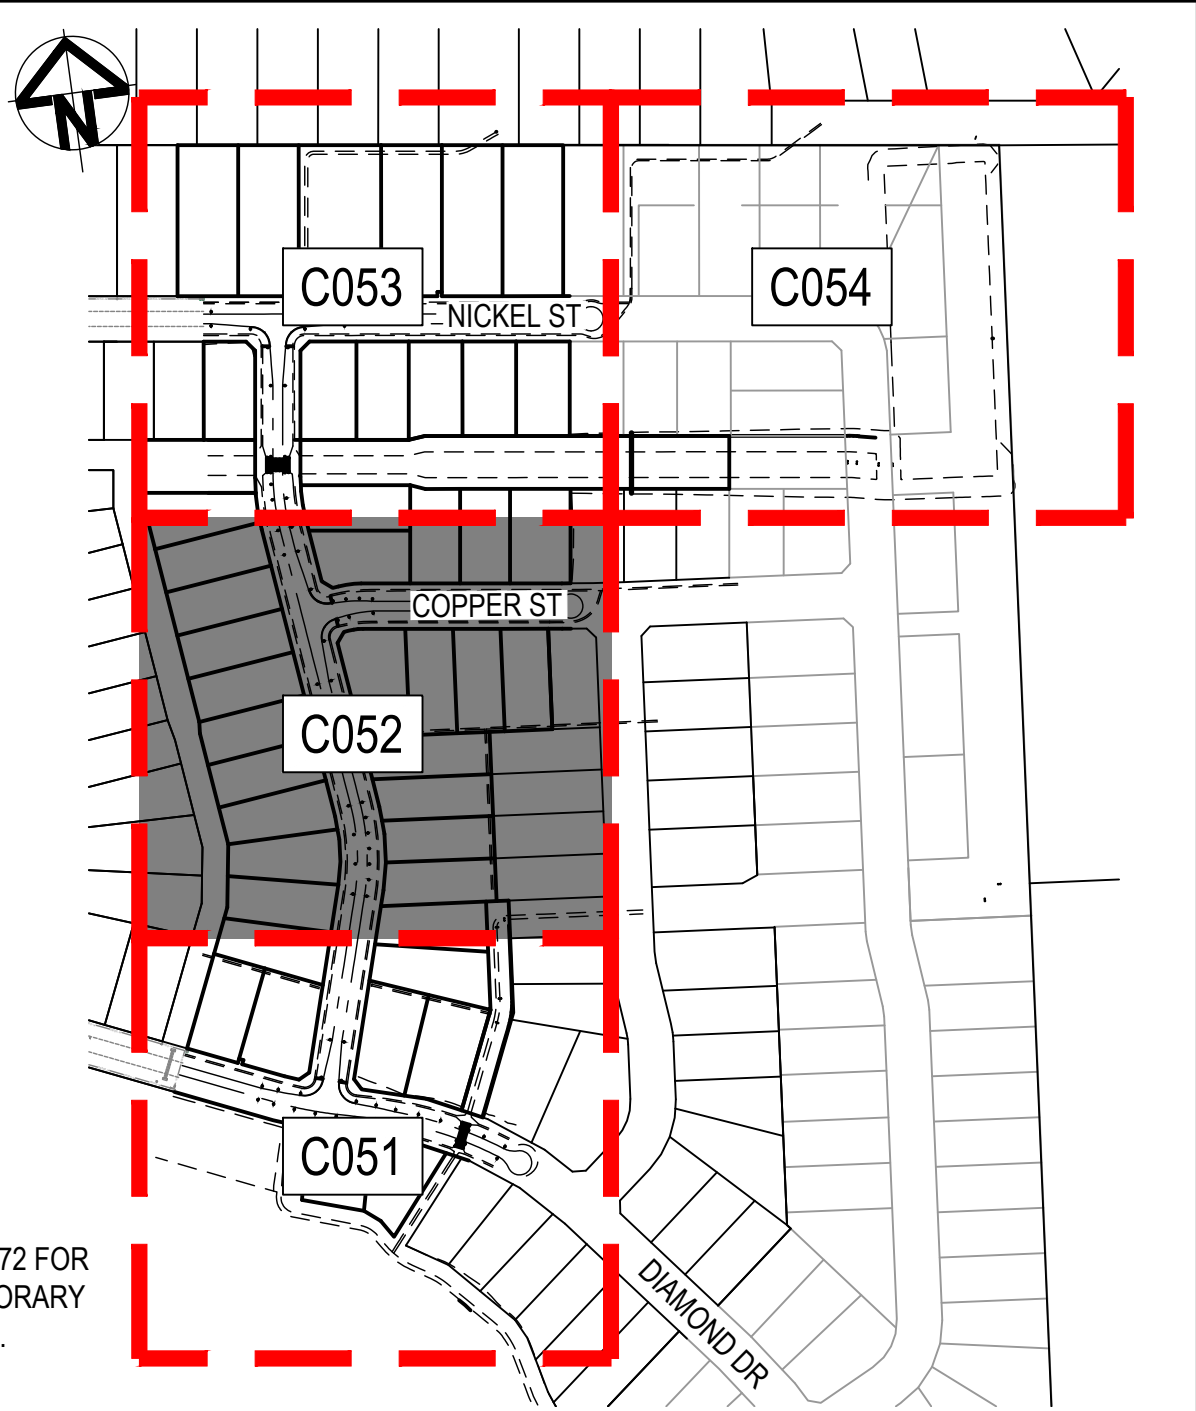 N
C053
C054
NICKEL ST
COPPER ST
C052
C051
72 FOR
ORARY
.
DIAMOND DR